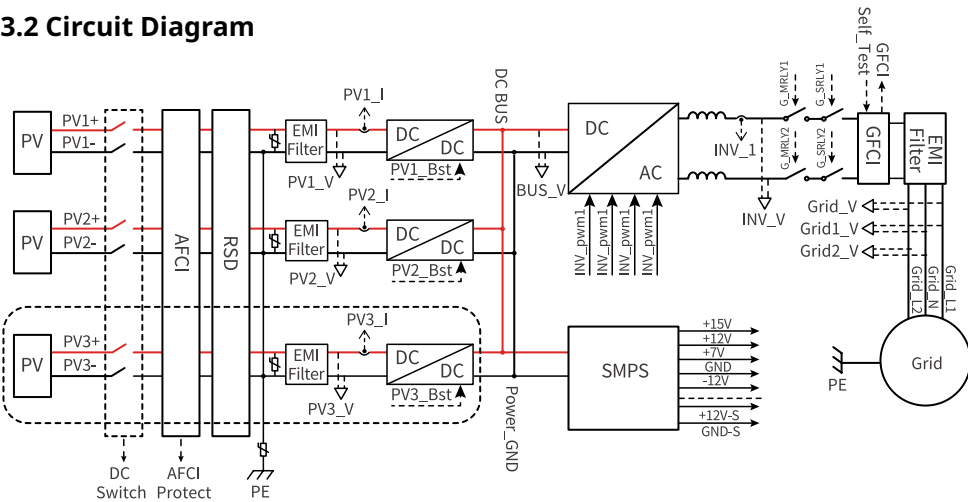 3.2 Circuit Diagram
PV
PV1+
PV1-
EMI
Filter
PV1_V
PV1_I
DC
DC
PV1_Bst
DC BUS
BUS_V
DC
AC
INV_pwm1
INV_pwm1
INV_pwm1
INV_pwm1
INV_1
INV_V
G_MRLY1
G_SRLY1
G_MRLY2
G_SRLY2
Self_Test
GFCI
GFCI
EMI
Filter
Grid_V
Grid1_V
Grid2_V
Grid_L2
Grid_N
Grid_L1
Grid
PE
PV
PV2+
PV2-
AFCI
RSD
EMI
Filter
PV2_V
PV2_I
DC
DC
PV2_Bst
PV
PV3+
PV3-
EMI
Filter
PV3_V
PV3_I
DC
DC
PV3_Bst
Power_GND
SMPS
+15V
+12V
+7V
GND
-12V
+12V-S
GND-S
DC
Switch
AFCI
Protect
PE